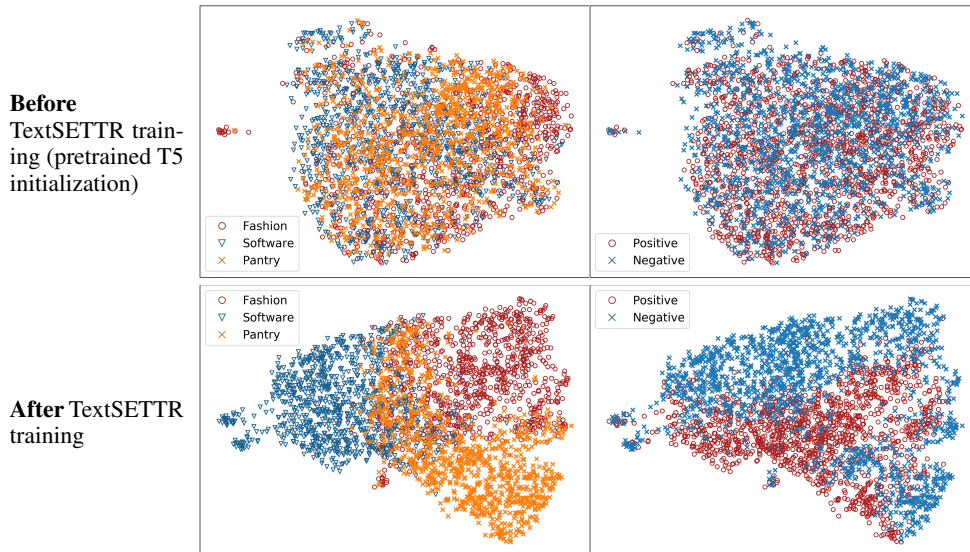 Before
TextSETTR train-
ing (pretrained T5
initialization)
Fashion
Software
Pantry
Positive
Negative
After TextSETTR
training
Fashion
Software
Pantry
Positive
Negative